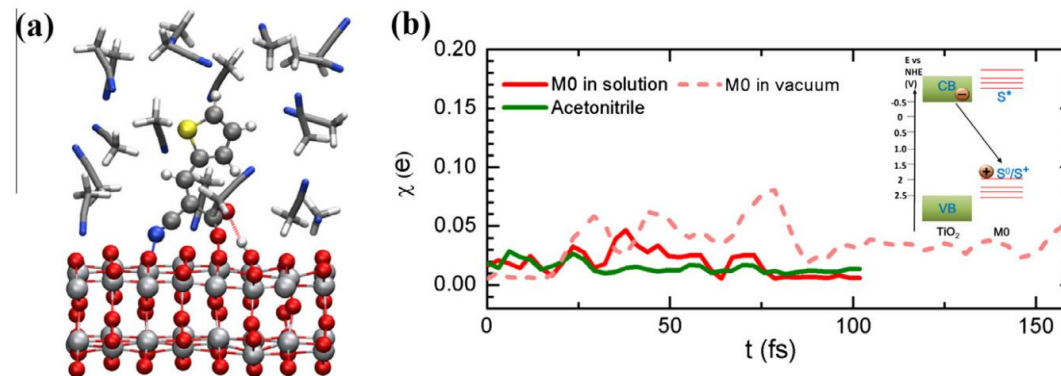 (a)
(b)
0.20
0.15
0.10
0.05
0.00
χ (e)
M0 in solution
M0 in vacuum
Acetonitrile
E vs
NHE
(V)
-0.5
0
0.5
1
1.5
2
2.5
CB
−
S*
+
S⁰/S⁺
VB
TiO₂
M0
0
50
100
150
t (fs)